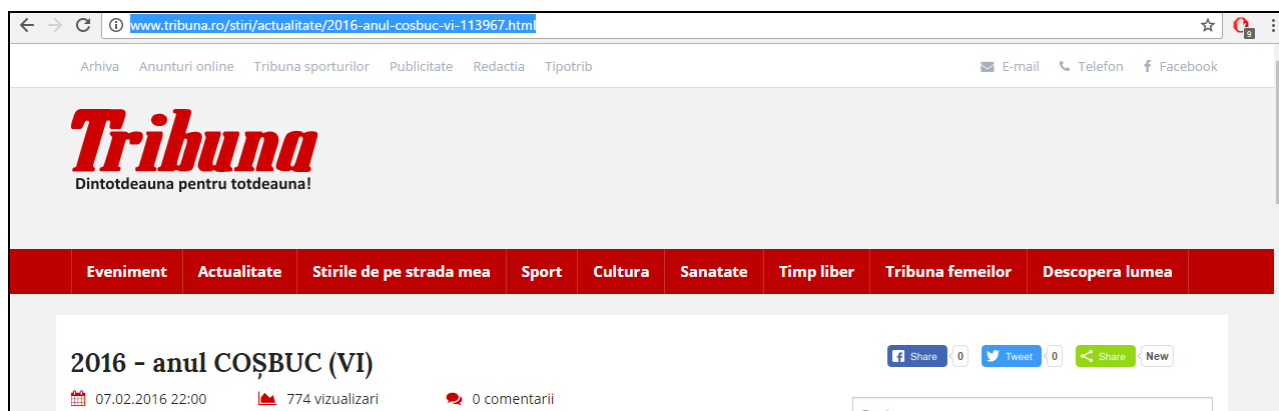 www.tribuna.ro/stiri/actualitate/2016-anul-cosbuc-vi-113967.html
9
Arhiva Anunturi online Tribuna sporturilor Publicitate Redactia Tipotrib E-mail Telefon Facebook
Tribuna
Dintotdeauna pentru totdeauna!
Eveniment Actualitate Stirile de pe strada mea Sport Cultura Sanatate Timp liber Tribuna femeilor Descopera lumea
2016 - anul COȘBUC (VI)
Share 0 Tweet 0 Share New
07.02.2016 22:00 774 vizualizari 0 comentarii